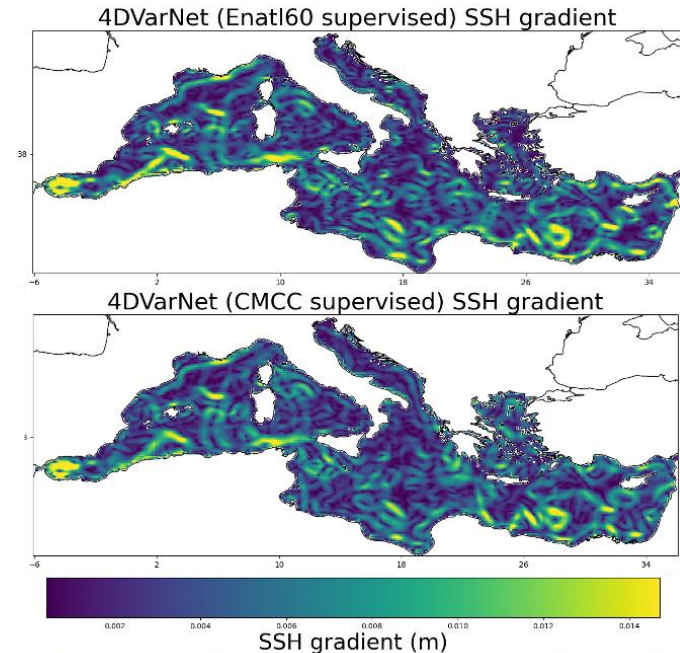 4DVarNet (Enatl60 supervised) SSH gradient
38
−6 2 10 18 26 34
4DVarNet (CMCC supervised) SSH gradient
−6 2 10 18 26 34
0.002 0.004 0.006 0.008 0.010 0.012 0.014
SSH gradient (m)